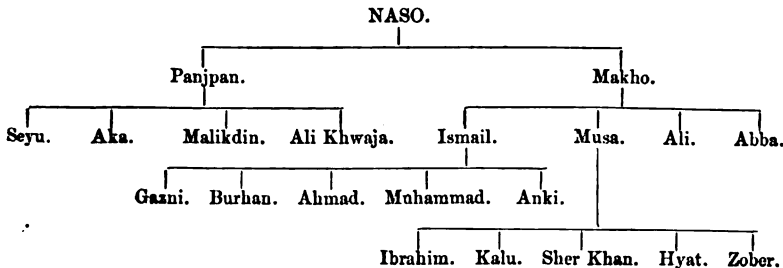 NASO.
Panjpan. Makho.
Seyu. Aka. Malikdin. Ali Khwaja. Ismail. Musa. Ali. Abba.
Gazni. Burhan. Ahmad. Muhammad. Anki.
Ibrahim. Kalu. Sher Khan. Hyat. Zober.